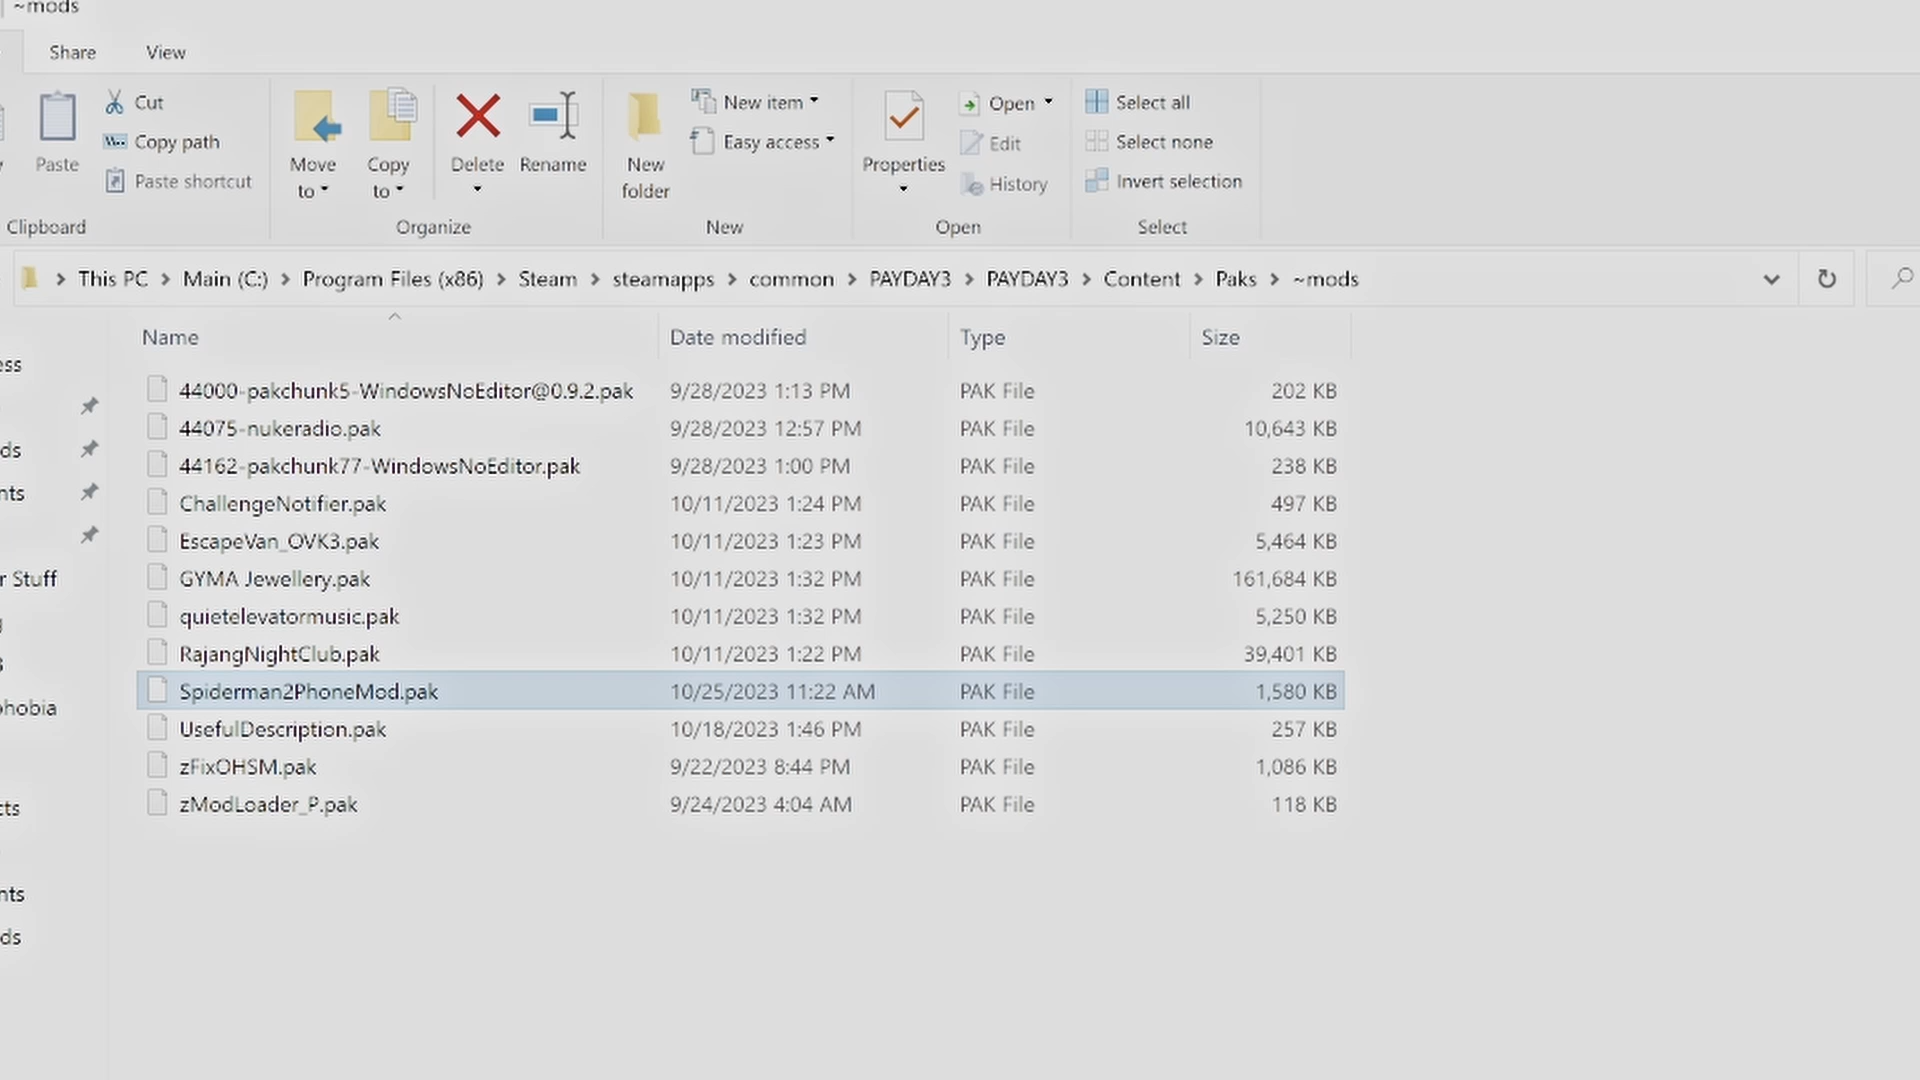 ~mods
Share View
Cut
Copy path
Paste shortcut
Paste
Clipboard
Move to
Copy to
Delete
Rename
Organize
New folder
New item
Easy access
New
Properties
Open
Edit
History
Open
Select all
Select none
Invert selection
Select
This PC > Main (C:) > Program Files (x86) > Steam > steamapps > common > PAYDAY3 > PAYDAY3 > Content > Paks > ~mods
Name Date modified Type Size
44000-pakchunk5-WindowsNoEditor@0.9.2.pak 9/28/2023 1:13 PM PAK File 202 KB
44075-nukeradio.pak 9/28/2023 12:57 PM PAK File 10,643 KB
44162-pakchunk77-WindowsNoEditor.pak 9/28/2023 1:00 PM PAK File 238 KB
ChallengeNotifier.pak 10/11/2023 1:24 PM PAK File 497 KB
EscapeVan_OVK3.pak 10/11/2023 1:23 PM PAK File 5,464 KB
GYMA Jewellery.pak 10/11/2023 1:32 PM PAK File 161,684 KB
quietelevatormusic.pak 10/11/2023 1:32 PM PAK File 5,250 KB
RajangNightClub.pak 10/11/2023 1:22 PM PAK File 39,401 KB
Spiderman2PhoneMod.pak 10/25/2023 11:22 AM PAK File 1,580 KB
UsefulDescription.pak 10/18/2023 1:46 PM PAK File 257 KB
zFixOHSM.pak 9/22/2023 8:44 PM PAK File 1,086 KB
zModLoader_P.pak 9/24/2023 4:04 AM PAK File 118 KB
ess
ds
nts
r Stuff
phobia
cts
nts
ds